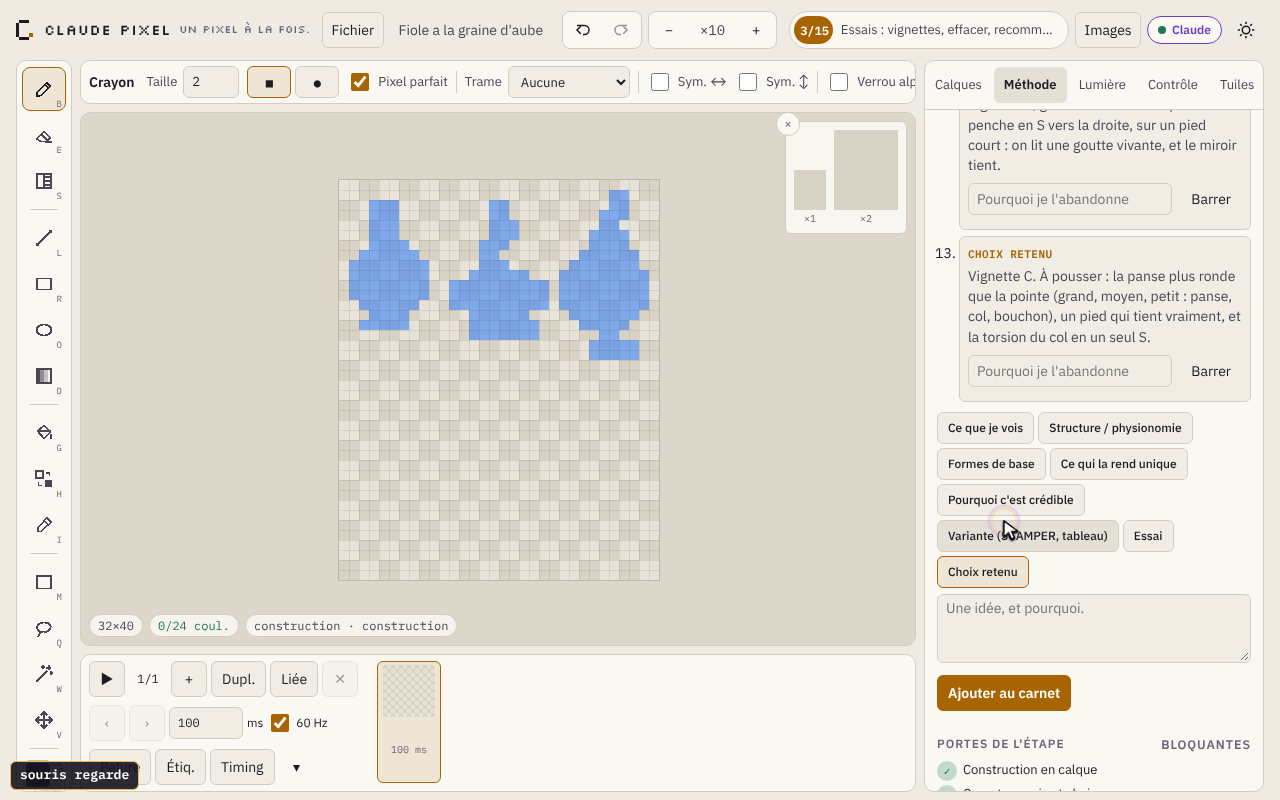 CLAUDE PIXEL UN PIXEL À LA FOIS.
Fichier
Fiole a la graine d'aube
− ×10 +
3/15 Essais : vignettes, effacer, recomm...
Images
Claude
Crayon Taille 2 Pixel parfait Trame Aucune Sym. ↔ Sym. ↕ Verrou alp
Calques Méthode Lumière Contrôle Tuiles
B
E
S
L
R
O
D
G
H
I
M
Q
W
V
×
×1 ×2
penche en S vers la droite, sur un pied
court : on lit une goutte vivante, et le miroir
tient.
Pourquoi je l'abandonne Barrer
13. CHOIX RETENU
Vignette C. À pousser : la panse plus ronde
que la pointe (grand, moyen, petit : panse,
col, bouchon), un pied qui tient vraiment, et
la torsion du col en un seul S.
Pourquoi je l'abandonne Barrer
Ce que je vois Structure / physionomie
Formes de base Ce qui la rend unique
Pourquoi c'est crédible
Variante (SCAMPER, tableau) Essai
Choix retenu
Une idée, et pourquoi.
Ajouter au carnet
PORTES DE L'ÉTAPE BLOQUANTES
✓ Construction en calque
32×40 0/24 coul. construction · construction
1/1 + Dupl. Liée ×
‹ › 100 ms 60 Hz
Étiq. Timing ▼
100 ms
souris regarde